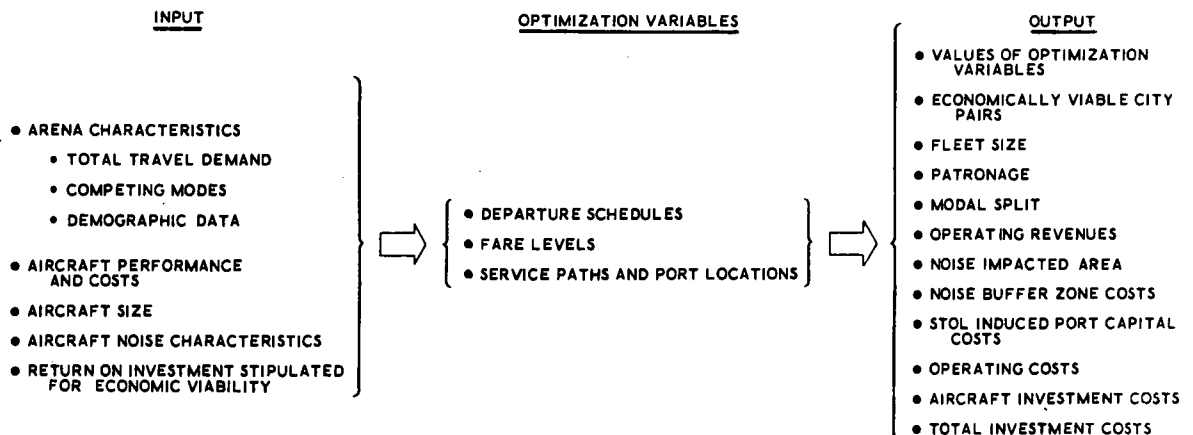 INPUT
● ARENA CHARACTERISTICS
● TOTAL TRAVEL DEMAND
● COMPETING MODES
● DEMOGRAPHIC DATA
● AIRCRAFT PERFORMANCE
AND COSTS
● AIRCRAFT SIZE
● AIRCRAFT NOISE CHARACTERISTICS
● RETURN ON INVESTMENT STIPULATED
FOR ECONOMIC VIABILITY
OPTIMIZATION VARIABLES
● DEPARTURE SCHEDULES
● FARE LEVELS
● SERVICE PATHS AND PORT LOCATIONS
OUTPUT
● VALUES OF OPTIMIZATION
VARIABLES
● ECONOMICALLY VIABLE CITY
PAIRS
● FLEET SIZE
● PATRONAGE
● MODAL SPLIT
● OPERATING REVENUES
● NOISE IMPACTED AREA
● NOISE BUFFER ZONE COSTS
● STOL INDUCED PORT CAPITAL
COSTS
● OPERATING COSTS
● AIRCRAFT INVESTMENT COSTS
● TOTAL INVESTMENT COSTS